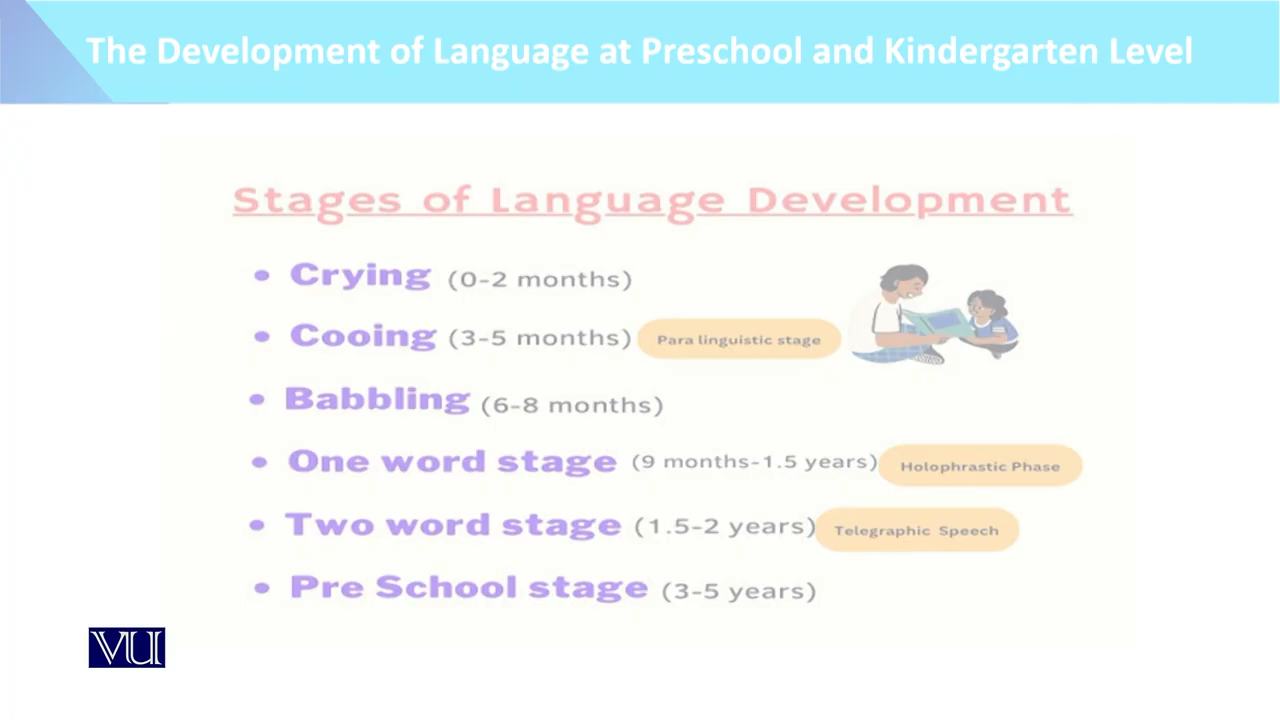 The Development of Language at Preschool and Kindergarten Level
Stages of Language Development
• Crying (0-2 months)
• Cooing (3-5 months) Para linguistic stage
• Babbling (6-8 months)
• One word stage (9 months-1.5 years) Holophrastic Phase
• Two word stage (1.5-2 years) Telegraphic Speech
• Pre School stage (3-5 years)
VU